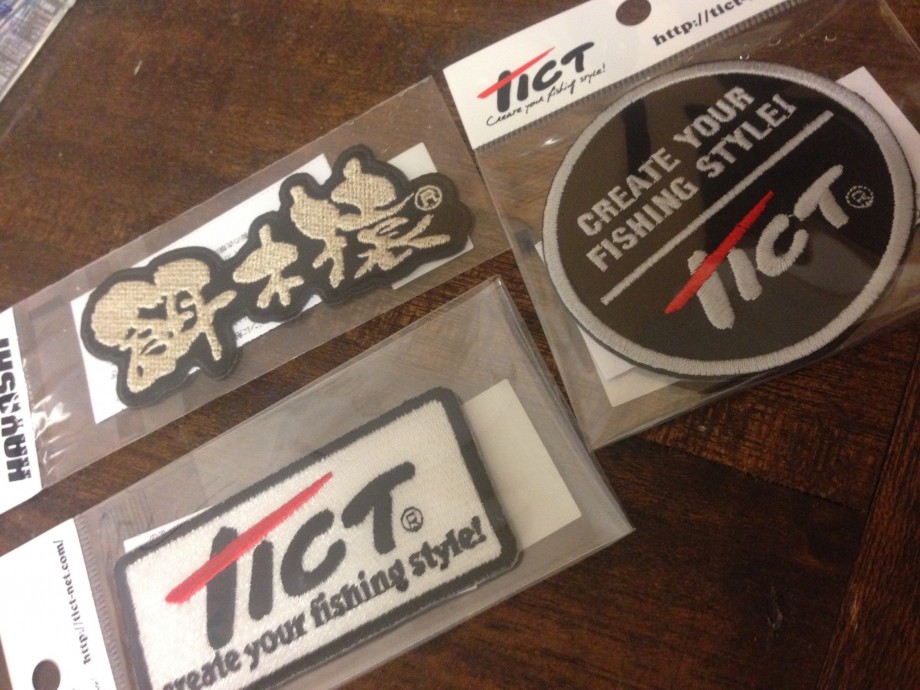 TICT
Create your fishing style!
http://tict-
CREATE YOUR
FISHING STYLE!
TICT®
®
HAYASHI
TICT®
create your fishing style!
http://tict-net.com/